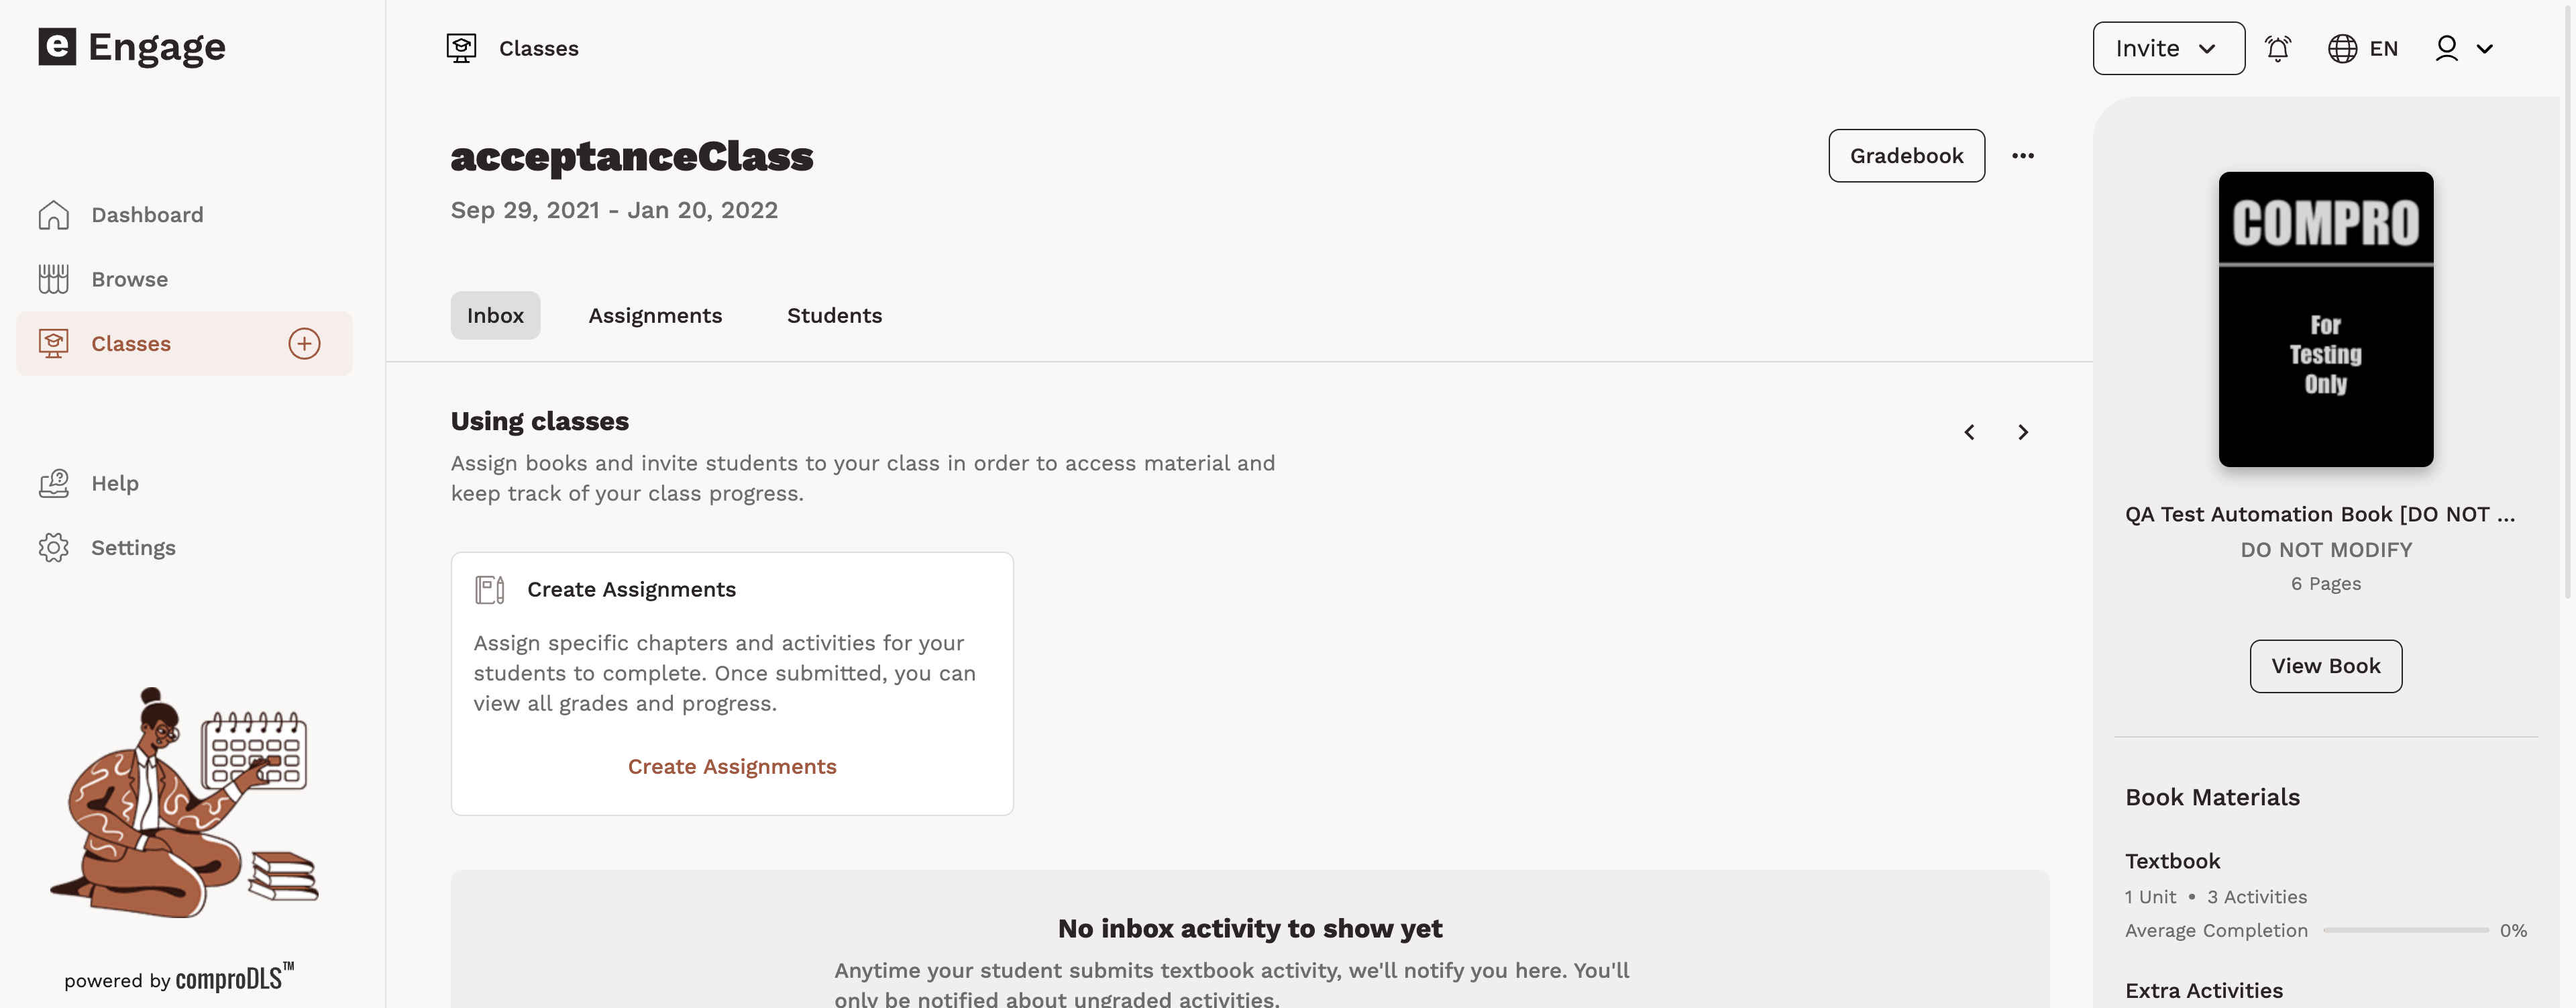 e Engage
Dashboard
Browse
Classes
Help
Settings
powered by comproDLS™
Classes
Invite
EN
acceptanceClass
Sep 29, 2021 - Jan 20, 2022
Gradebook
Inbox
Assignments
Students
Using classes
Assign books and invite students to your class in order to access material and
keep track of your class progress.
Create Assignments
Assign specific chapters and activities for your
students to complete. Once submitted, you can
view all grades and progress.
Create Assignments
No inbox activity to show yet
Anytime your student submits textbook activity, we'll notify you here. You'll
only be notified about ungraded activities.
COMPRO
For
Testing
Only
QA Test Automation Book [DO NOT ...
DO NOT MODIFY
6 Pages
View Book
Book Materials
Textbook
1 Unit • 3 Activities
Average Completion 0%
Extra Activities